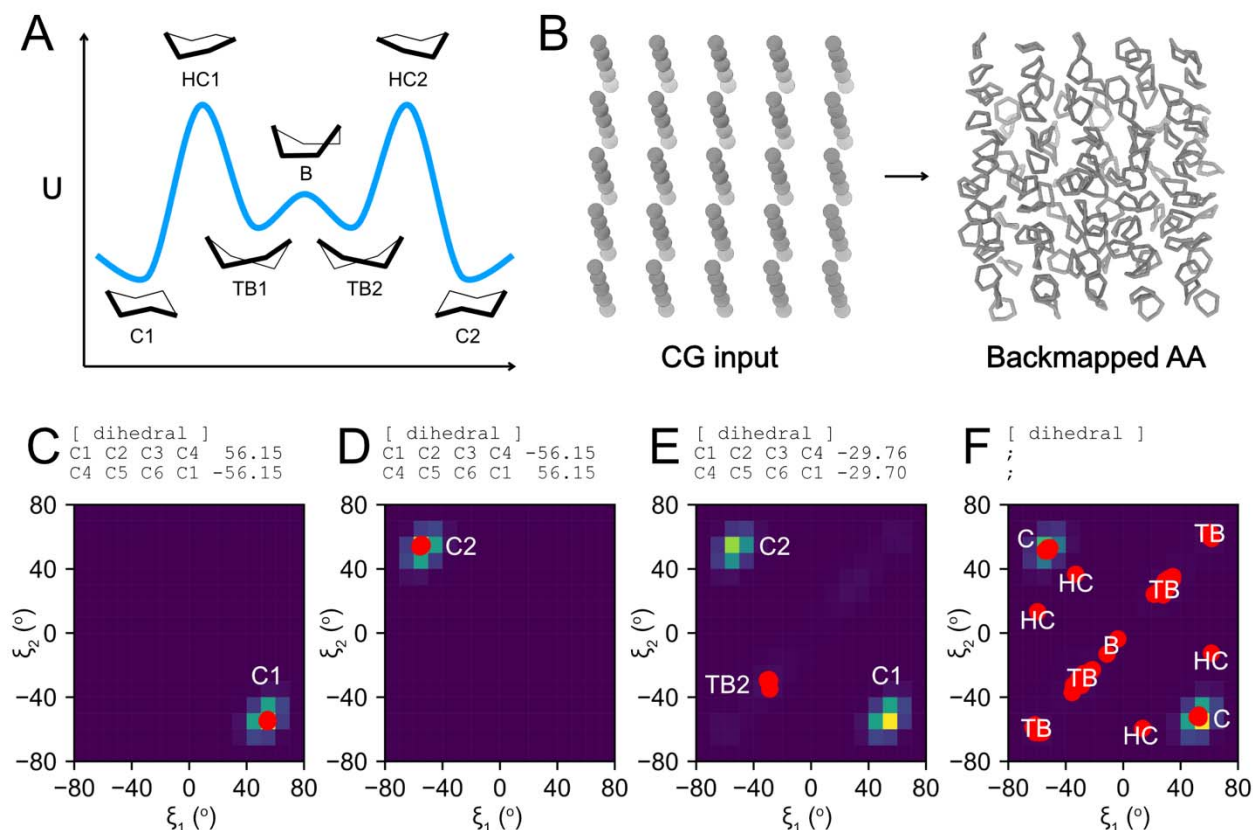 A
U
HC1
HC2
B
TB1
TB2
C1
C2
B
CG input
Backmapped AA
C
[ dihedral ]
C1 C2 C3 C4  56.15
C4 C5 C6 C1 -56.15
80
40
0
−40
−80
ξ2 (o)
C1
−80 −40 0 40 80
ξ1 (o)
D
[ dihedral ]
C1 C2 C3 C4 -56.15
C4 C5 C6 C1  56.15
80
40
0
−40
−80
ξ2 (o)
C2
−80 −40 0 40 80
ξ1 (o)
E
[ dihedral ]
C1 C2 C3 C4 -29.76
C4 C5 C6 C1 -29.70
80
40
0
−40
−80
ξ2 (o)
C2
TB2
C1
−80 −40 0 40 80
ξ1 (o)
F
[ dihedral ]
;
;
80
40
0
−40
−80
ξ2 (o)
C
TB
HC
TB
HC
B
HC
TB
C
TB
HC
−80 −40 0 40 80
ξ1 (o)